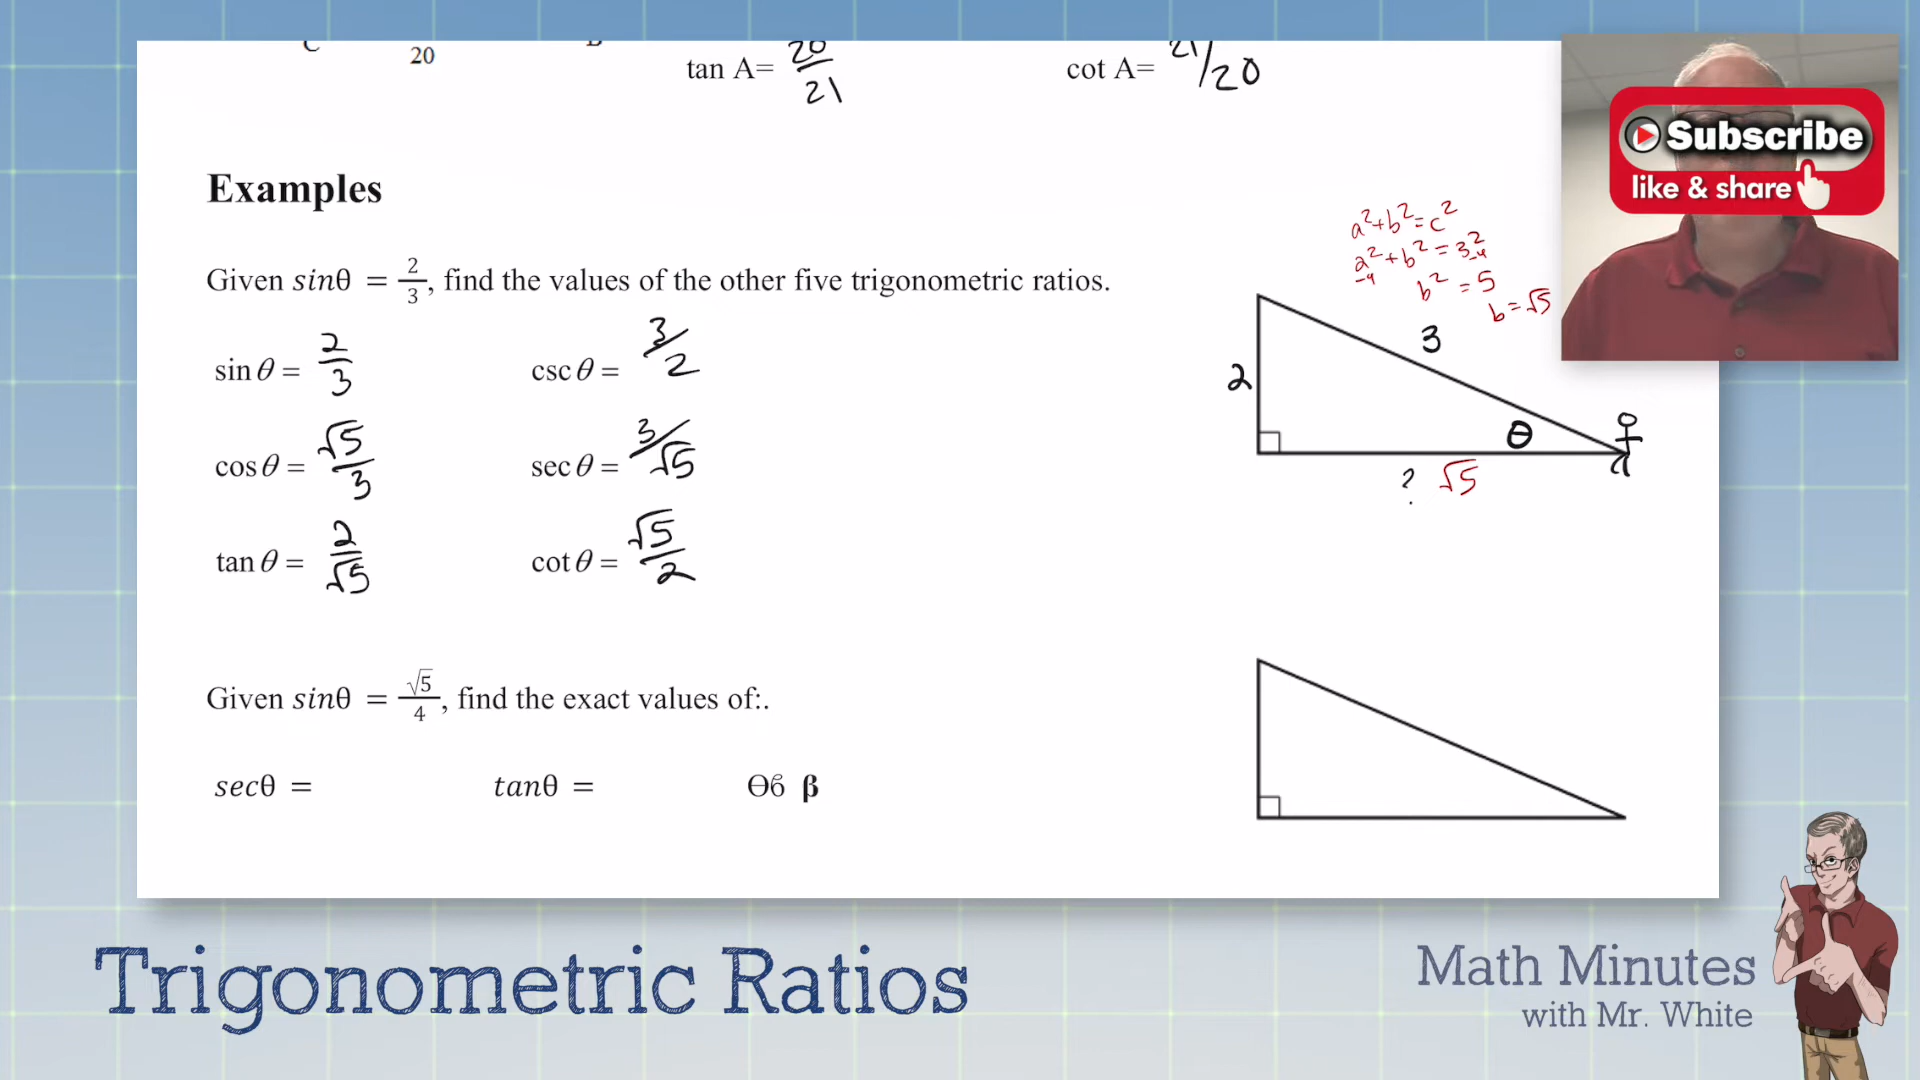 20
tan A= 20/21
cot A= 21/20
Subscribe
like & share
Examples
a²+b²=c²
a²+b²=3²
-4 -4
b²=5
b=√5
Given sinθ = 2/3, find the values of the other five trigonometric ratios.
sin θ = 2/3
csc θ = 3/2
cos θ = √5/3
sec θ = 3/√5
tan θ = 2/√5
cot θ = √5/2
3
2
θ
? √5
Given sinθ = √5/4, find the exact values of:.
secθ =
tanθ =
Ѳб β
Trigonometric Ratios
Math Minutes
with Mr. White